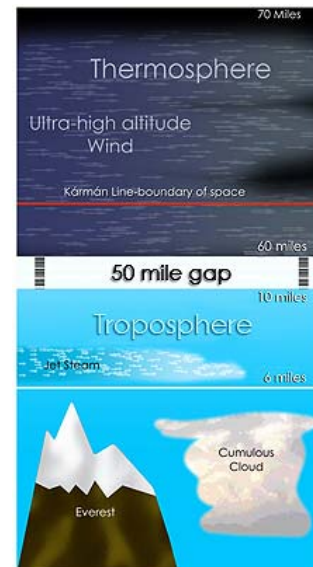 70 Miles
Thermosphere
Ultra-high altitude
Wind
Kármán Line-boundary of space
60 miles
50 mile gap
10 miles
Troposphere
Jet Steam
6 miles
Cumulous
Cloud
Everest